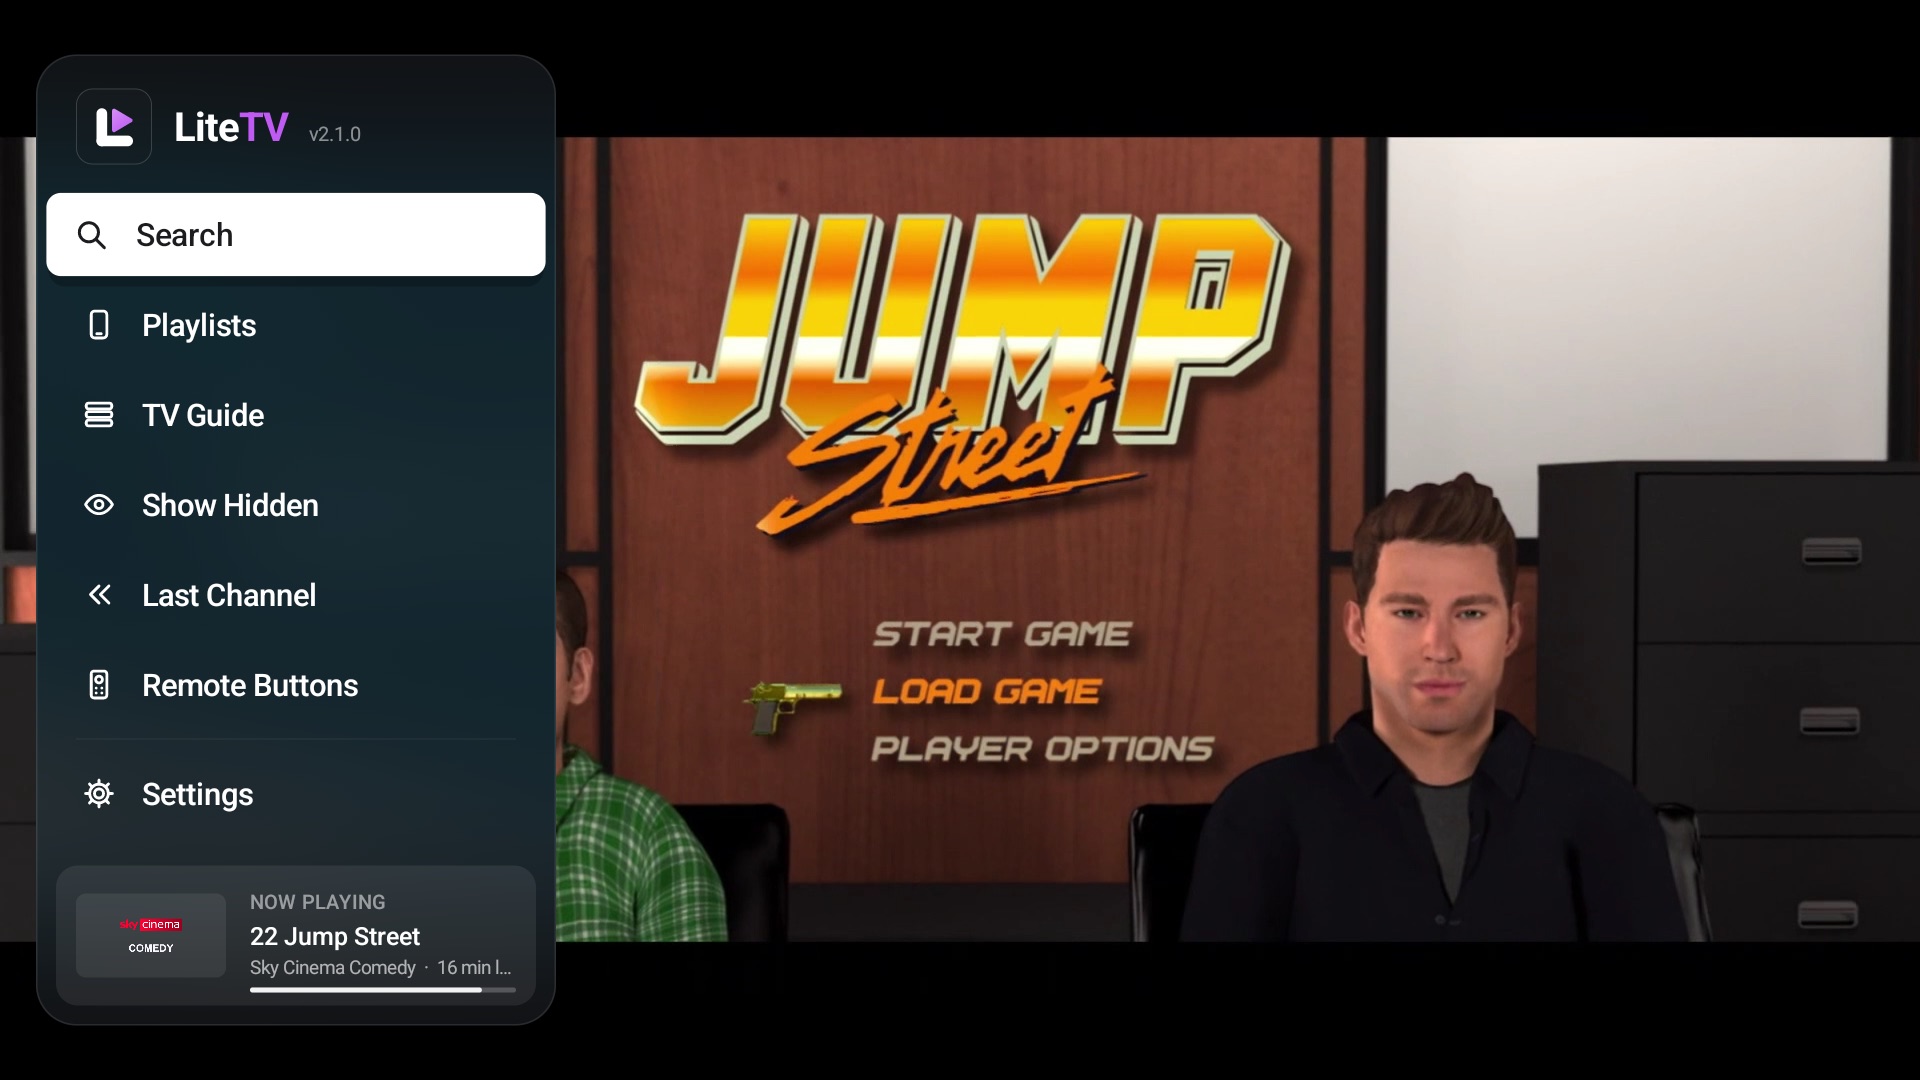 LiteTV v2.1.0
Search
Playlists
TV Guide
Show Hidden
Last Channel
Remote Buttons
Settings
sky cinema
COMEDY
NOW PLAYING
22 Jump Street
Sky Cinema Comedy · 16 min l...
JUMP
Street
START GAME
LOAD GAME
PLAYER OPTIONS